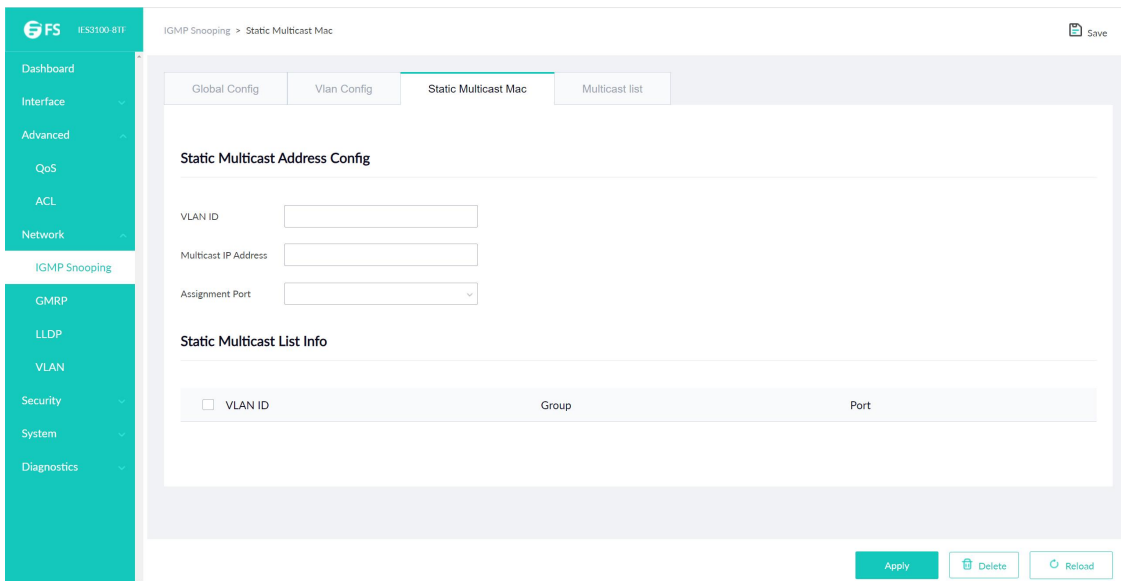 FS IES3100-8TF
IGMP Snooping > Static Multicast Mac
Save
Dashboard
Interface
Advanced
QoS
ACL
Network
IGMP Snooping
GMRP
LLDP
VLAN
Security
System
Diagnostics
Global Config Vlan Config Static Multicast Mac Multicast list
Static Multicast Address Config
VLAN ID
Multicast IP Address
Assignment Port
Static Multicast List Info
VLAN ID Group Port
Apply Delete Reload